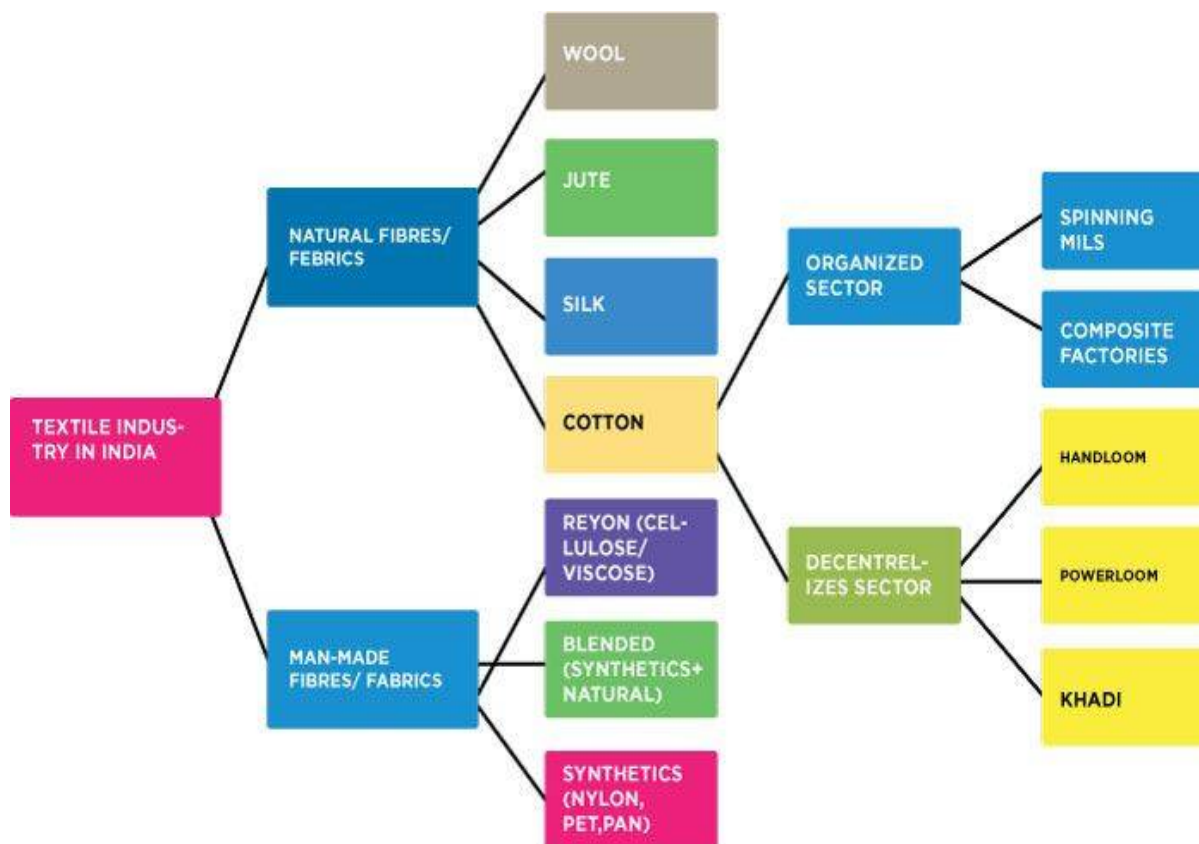 WOOL
JUTE
NATURAL FIBRES/
FEBRICS
SILK
COTTON
TEXTILE INDUS-
TRY IN INDIA
REYON (CEL-
LULOSE/
VISCOSE)
MAN-MADE
FIBRES/ FABRICS
BLENDED
(SYNTHETICS+
NATURAL)
SYNTHETICS
(NYLON,
PET,PAN)
ORGANIZED
SECTOR
SPINNING
MILS
COMPOSITE
FACTORIES
DECENTREL-
IZES SECTOR
HANDLOOM
POWERLOOM
KHADI